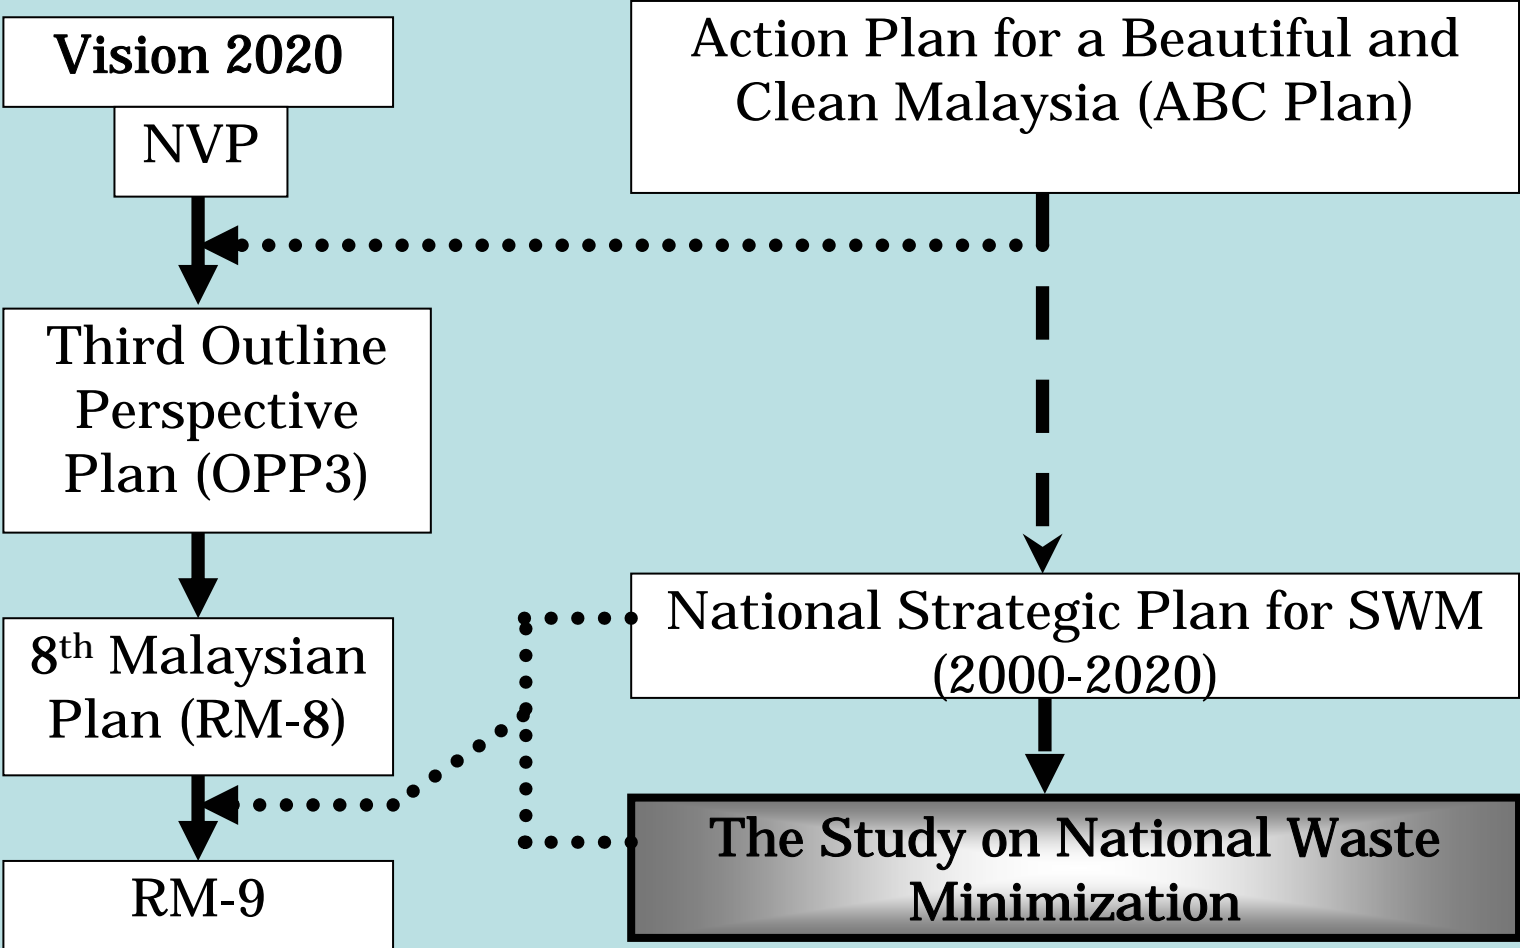 Vision 2020
NVP
Third Outline
Perspective
Plan (OPP3)
8th Malaysian
Plan (RM-8)
RM-9
Action Plan for a Beautiful and
Clean Malaysia (ABC Plan)
National Strategic Plan for SWM
(2000-2020)
The Study on National Waste
Minimization